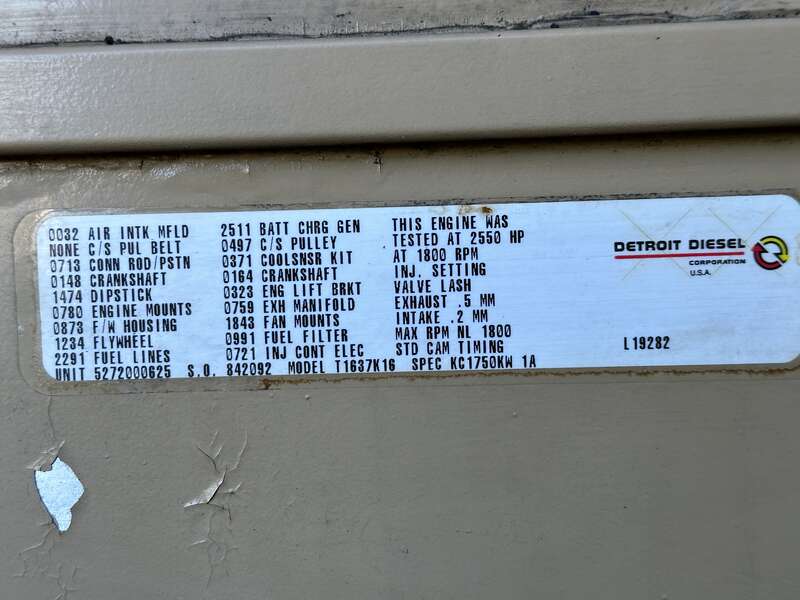 0032 AIR INTK MFLD 2511 BATT CHRG GEN THIS ENGINE WAS
NONE C/S PUL BELT 0497 C/S PULLEY TESTED AT 2550 HP
0713 CONN ROD/PSTN 0371 COOLSNSR KIT AT 1800 RPM
0148 CRANKSHAFT 0164 CRANKSHAFT INJ. SETTING
1474 DIPSTICK 0323 ENG LIFT BRKT VALVE LASH
0780 ENGINE MOUNTS 0759 EXH MANIFOLD EXHAUST .5 MM
0873 F/W HOUSING 1843 FAN MOUNTS INTAKE .2 MM
1234 FLYWHEEL 0991 FUEL FILTER MAX RPM NL 1800
2291 FUEL LINES 0721 INJ CONT ELEC STD CAM TIMING
UNIT 5272000625 S.O. 842092 MODEL T1637K16 SPEC KC1750KW 1A
DETROIT DIESEL
CORPORATION
U.S.A.
L19282